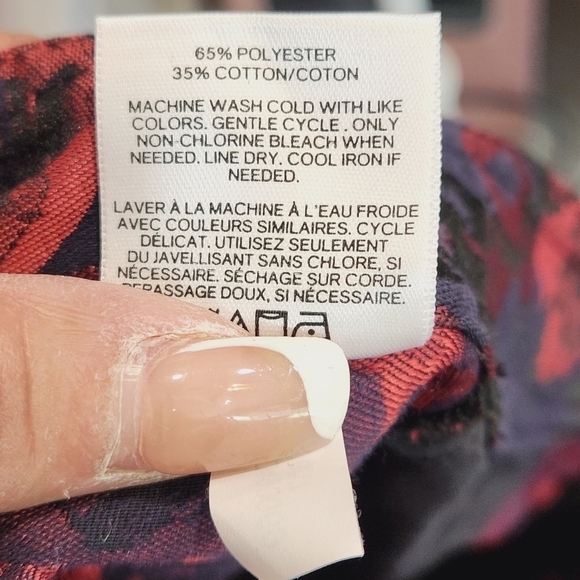 65% POLYESTER
35% COTTON/COTON
MACHINE WASH COLD WITH LIKE
COLORS. GENTLE CYCLE . ONLY
NON-CHLORINE BLEACH WHEN
NEEDED. LINE DRY. COOL IRON IF
NEEDED.
LAVER À LA MACHINE À L'EAU FROIDE
AVEC COULEURS SIMILAIRES. CYCLE
DÉLICAT. UTILISEZ SEULEMENT
DU JAVELLISANT SANS CHLORE, SI
NÉCESSAIRE. SÉCHAGE SUR CORDE.
REPASSAGE DOUX, SI NÉCESSAIRE.